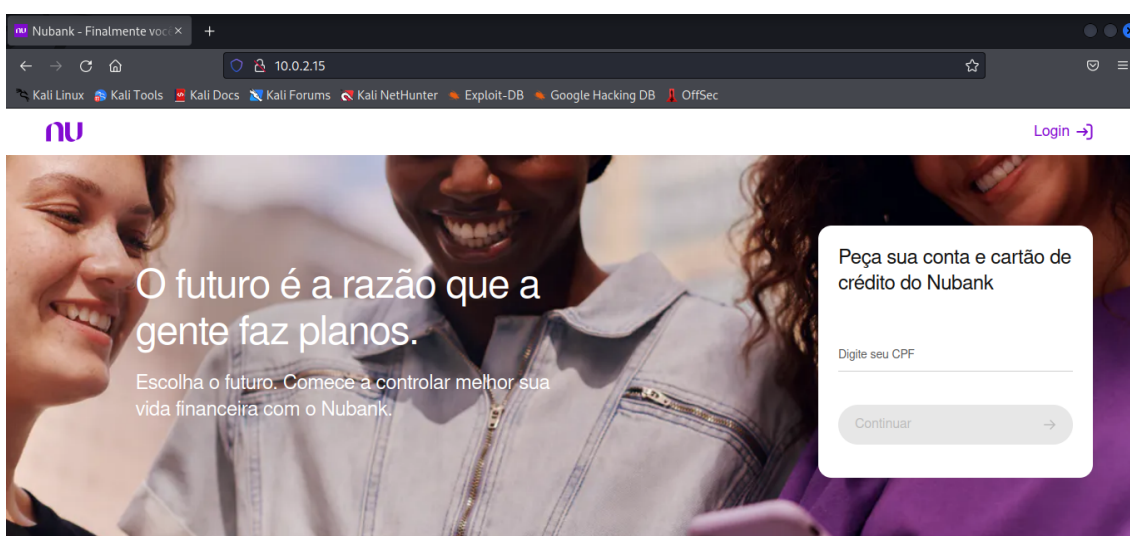 nu Nubank - Finalmente você
10.0.2.15
Kali Linux Kali Tools Kali Docs Kali Forums Kali NetHunter Exploit-DB Google Hacking DB OffSec
nu
Login
O futuro é a razão que a
gente faz planos.
Escolha o futuro. Comece a controlar melhor sua
vida financeira com o Nubank.
Peça sua conta e cartão de
crédito do Nubank
Digite seu CPF
Continuar